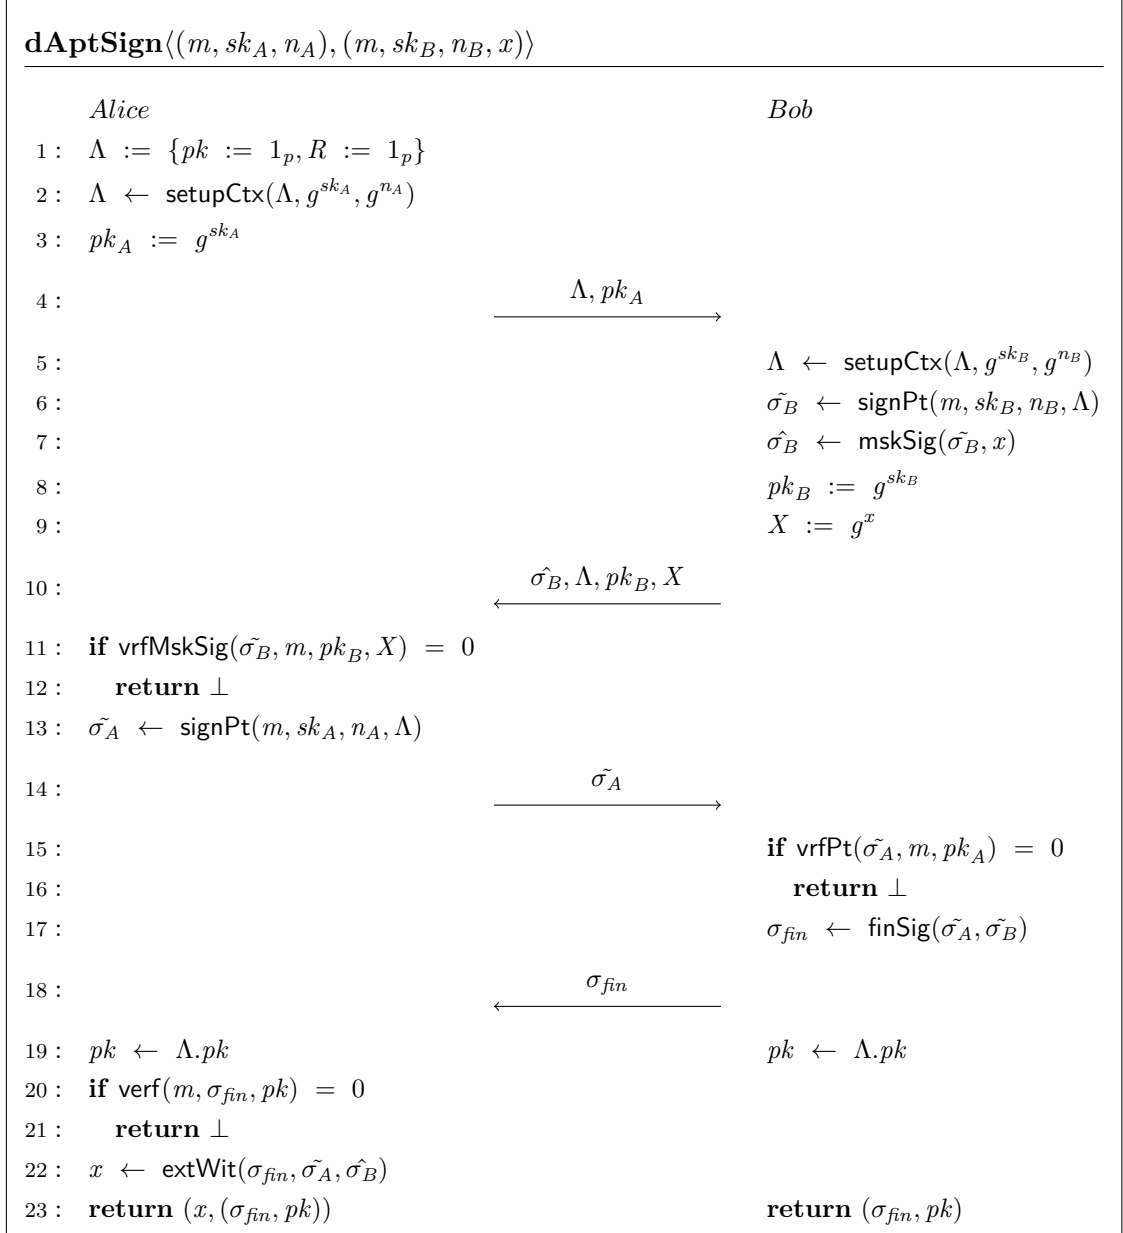 dAptSign⟨(m, sk_A, n_A), (m, sk_B, n_B, x)⟩
Alice Bob
1 : Λ := {pk := 1_p, R := 1_p}
2 : Λ ← setupCtx(Λ, g^{sk_A}, g^{n_A})
3 : pk_A := g^{sk_A}
4 : Λ, pk_A
5 : Λ ← setupCtx(Λ, g^{sk_B}, g^{n_B})
6 : σ̃_B ← signPt(m, sk_B, n_B, Λ)
7 : σ̂_B ← mskSig(σ̃_B, x)
8 : pk_B := g^{sk_B}
9 : X := g^x
10 : σ̂_B, Λ, pk_B, X
11 : if vrfMskSig(σ̃_B, m, pk_B, X) = 0
12 : return ⊥
13 : σ̃_A ← signPt(m, sk_A, n_A, Λ)
14 : σ̃_A
15 : if vrfPt(σ̃_A, m, pk_A) = 0
16 : return ⊥
17 : σ_fin ← finSig(σ̃_A, σ̃_B)
18 : σ_fin
19 : pk ← Λ.pk pk ← Λ.pk
20 : if verf(m, σ_fin, pk) = 0
21 : return ⊥
22 : x ← extWit(σ_fin, σ̃_A, σ̂_B)
23 : return (x, (σ_fin, pk)) return (σ_fin, pk)